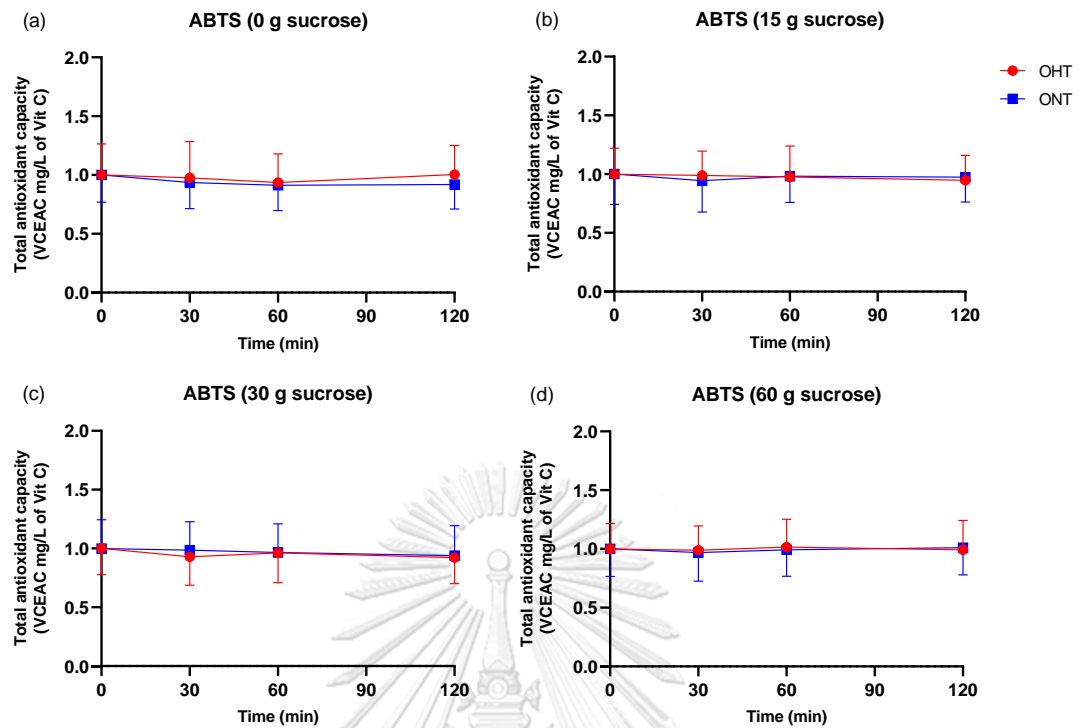 (a)
ABTS (0 g sucrose)
Total antioxidant capacity
(VCEAC mg/L of Vit C)
2.0
1.5
1.0
0.5
0.0
0 30 60 90 120
Time (min)
(b)
ABTS (15 g sucrose)
Total antioxidant capacity
(VCEAC mg/L of Vit C)
2.0
1.5
1.0
0.5
0.0
0 30 60 90 120
Time (min)
OHT
ONT
(c)
ABTS (30 g sucrose)
Total antioxidant capacity
(VCEAC mg/L of Vit C)
2.0
1.5
1.0
0.5
0.0
0 30 60 90 120
Time (min)
(d)
ABTS (60 g sucrose)
Total antioxidant capacity
(VCEAC mg/L of Vit C)
2.0
1.5
1.0
0.5
0.0
0 30 60 90 120
Time (min)